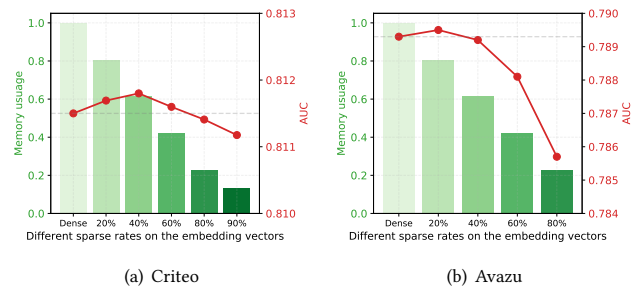 1.0
0.8
0.6
0.4
0.2
0.0
Memory usuage
0.813
0.812
0.811
0.810
AUC
Dense 20% 40% 60% 80% 90%
Different sparse rates on the embedding vectors
(a) Criteo
1.0
0.8
0.6
0.4
0.2
0.0
Memory usuage
0.790
0.789
0.788
0.787
0.786
0.785
0.784
AUC
Dense 20% 40% 60% 80%
Different sparse rates on the embedding vectors
(b) Avazu